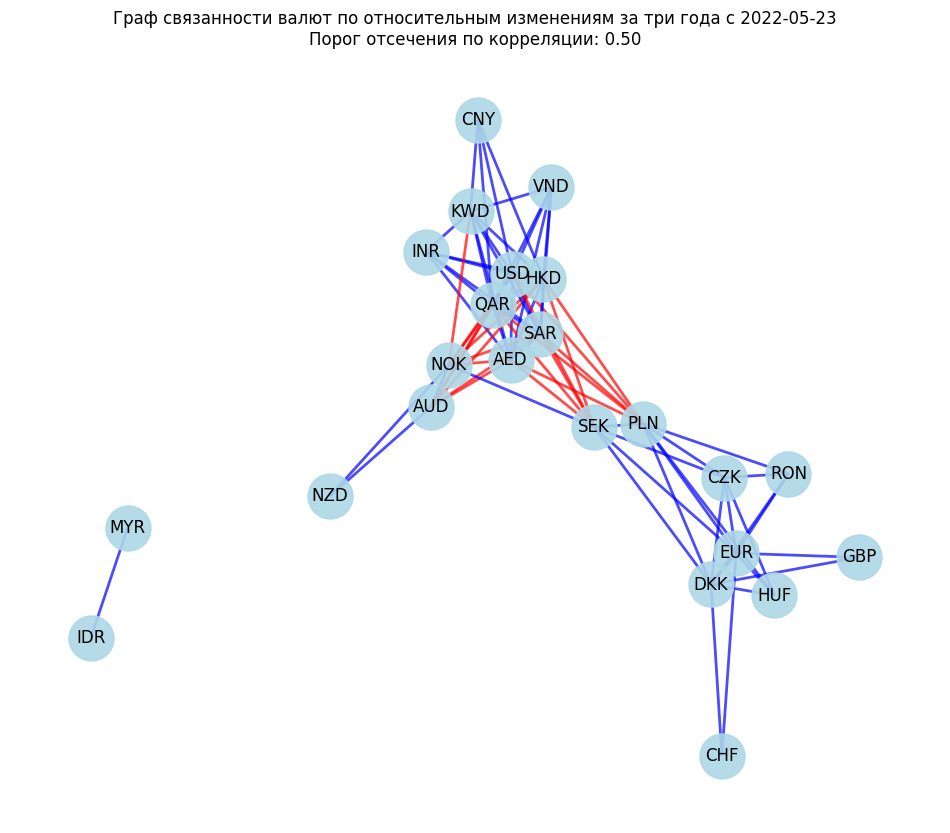 Граф связанности валют по относительным изменениям за три года с 2022-05-23
Порог отсечения по корреляции: 0.50
CNY
VND
KWD
INR
USD
HKD
QAR
SAR
AED
NOK
AUD
SEK
PLN
CZK
RON
NZD
MYR
EUR
GBP
DKK
HUF
IDR
CHF